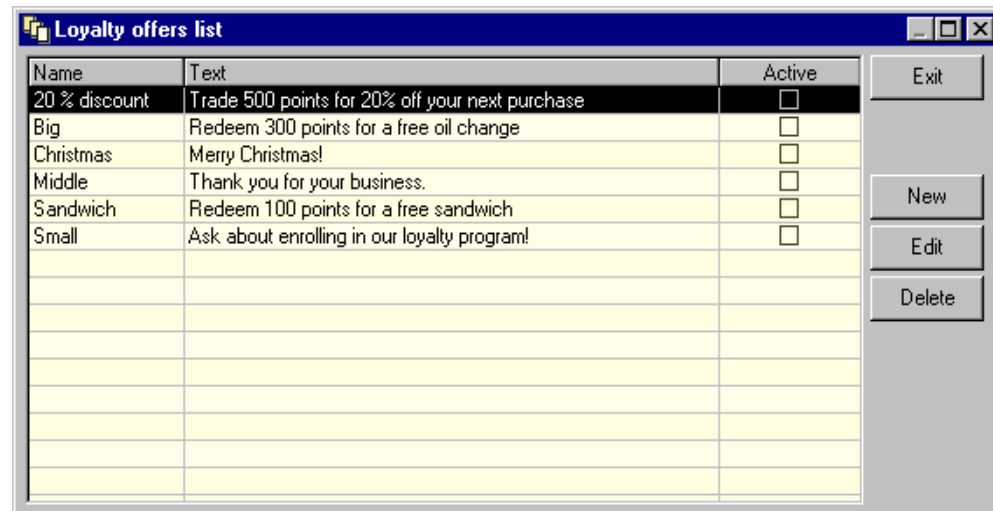 Loyalty offers list
Name Text Active
20 % discount Trade 500 points for 20% off your next purchase
Big Redeem 300 points for a free oil change
Christmas Merry Christmas!
Middle Thank you for your business.
Sandwich Redeem 100 points for a free sandwich
Small Ask about enrolling in our loyalty program!
Exit
New
Edit
Delete